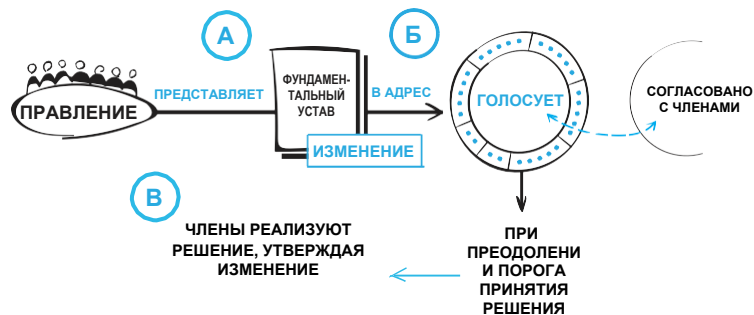 А
Б
ПРАВЛЕНИЕ
ПРЕДСТАВЛЯЕТ
ФУНДАМЕН-
ТАЛЬНЫЙ
УСТАВ
ИЗМЕНЕНИЕ
В АДРЕС
ГОЛОСУЕТ
СОГЛАСОВАНО
С ЧЛЕНАМИ
В
ЧЛЕНЫ РЕАЛИЗУЮТ
РЕШЕНИЕ, УТВЕРЖДАЯ
ИЗМЕНЕНИЕ
ПРИ
ПРЕОДОЛЕНИ
И ПОРОГА
ПРИНЯТИЯ
РЕШЕНИЯ